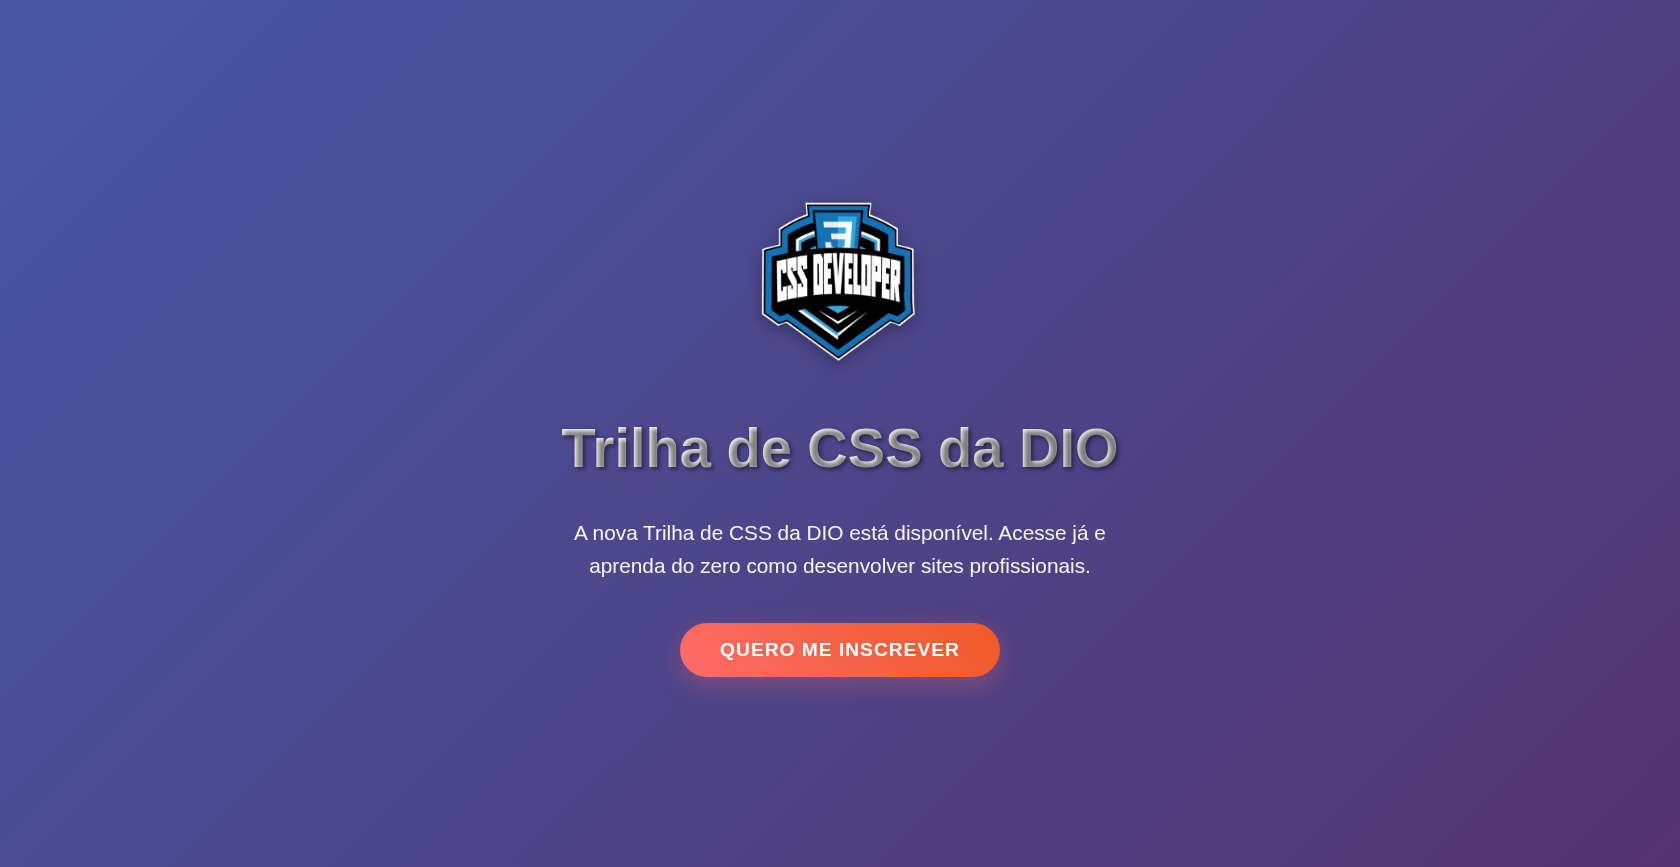 3
CSS DEVELOPER
Trilha de CSS da DIO
A nova Trilha de CSS da DIO está disponível. Acesse já e
aprenda do zero como desenvolver sites profissionais.
QUERO ME INSCREVER